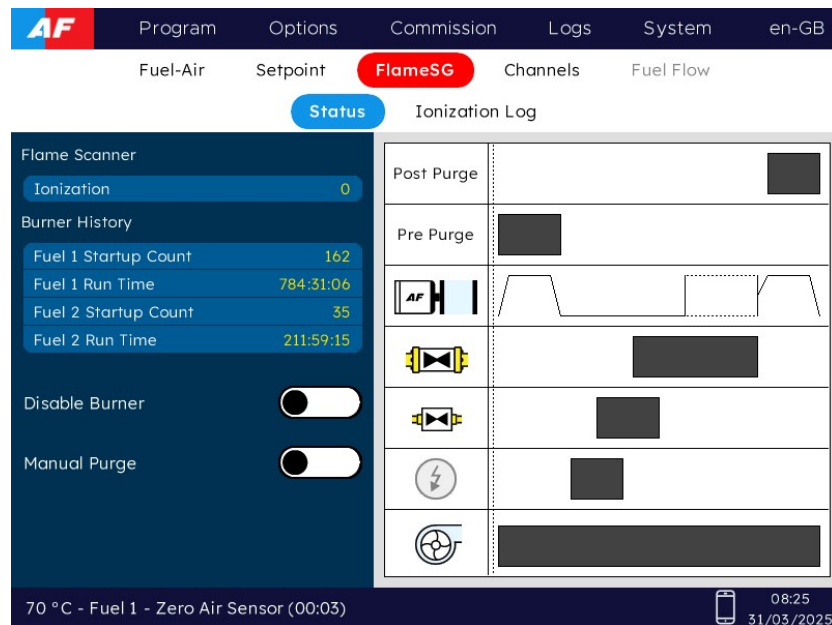 AF Program Options Commission Logs System en-GB
Fuel-Air Setpoint FlameSG Channels Fuel Flow
Status Ionization Log
Flame Scanner
Ionization 0
Burner History
Fuel 1 Startup Count 162
Fuel 1 Run Time 784:31:06
Fuel 2 Startup Count 35
Fuel 2 Run Time 211:59:15
Disable Burner
Manual Purge
Post Purge
Pre Purge
AF
70 °C - Fuel 1 - Zero Air Sensor (00:03)
08:25
31/03/2025